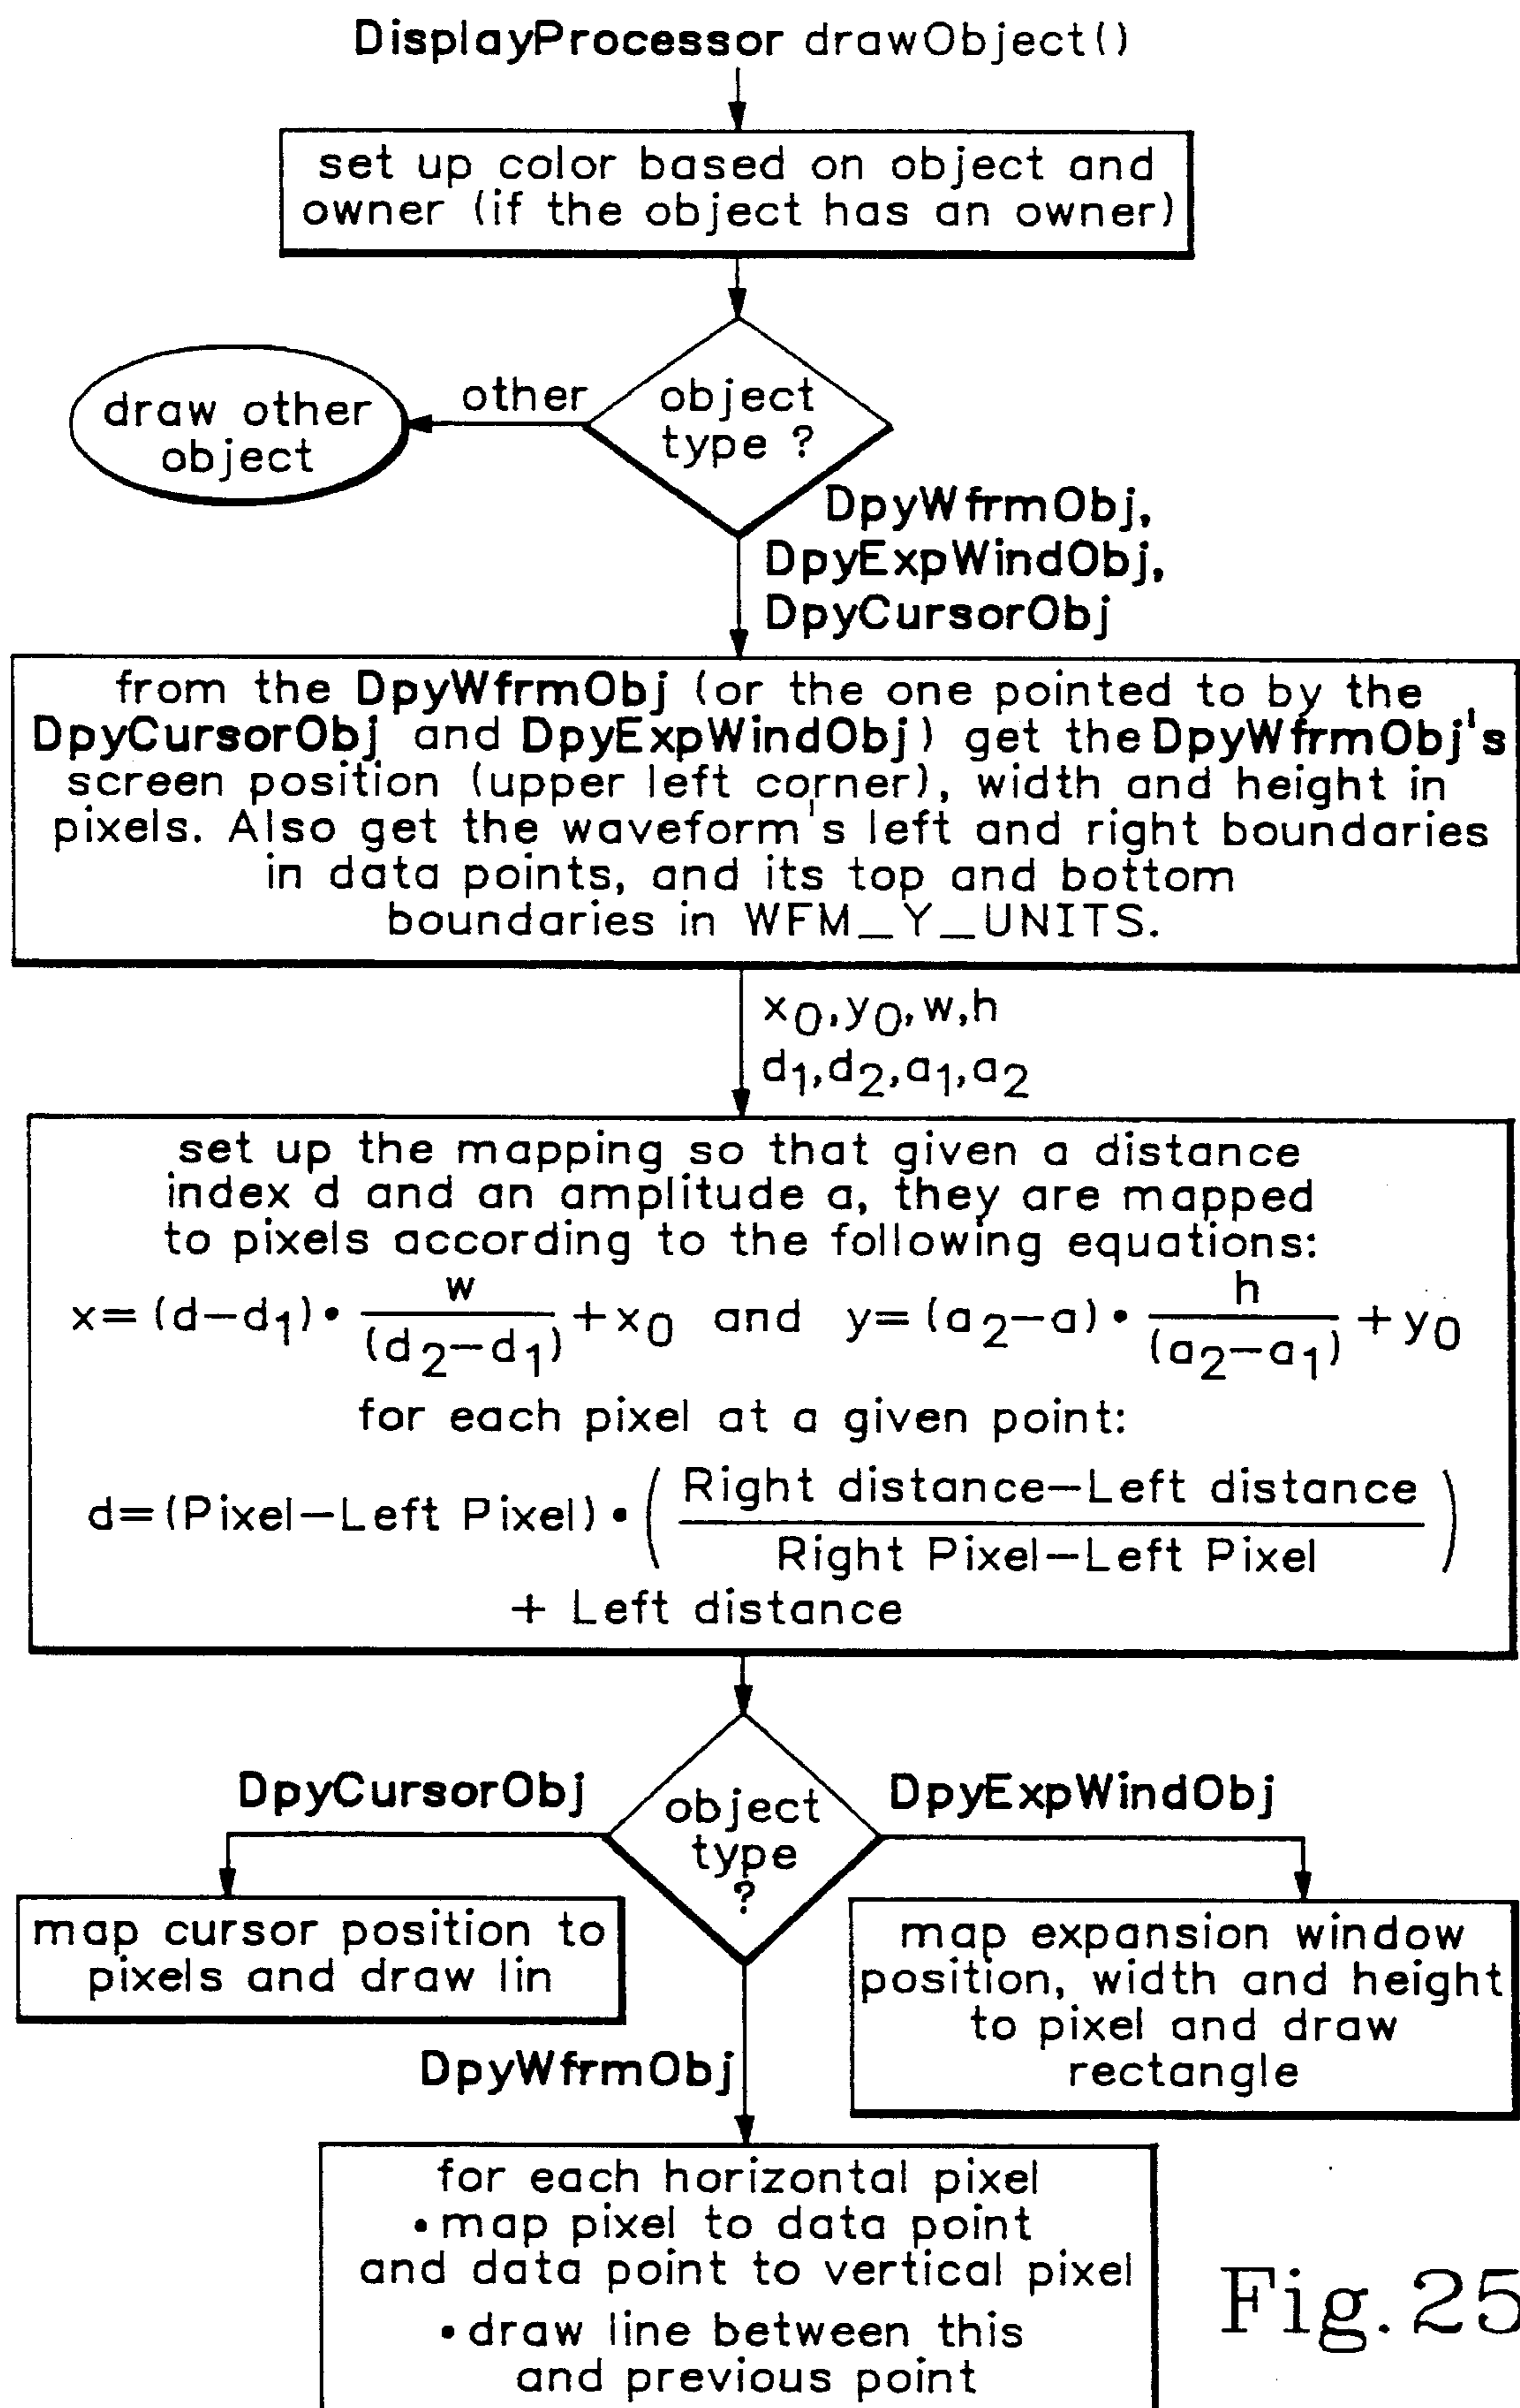 DisplayProcessor drawObject()
set up color based on object and
owner (if the object has an owner)
object
type ?
other
draw other
object
DpyWfrmObj,
DpyExpWindObj,
DpyCursorObj
from the DpyWfrmObj (or the one pointed to by the
DpyCursorObj and DpyExpWindObj) get the DpyWfrmObj's
screen position (upper left corner), width and height in
pixels. Also get the waveform's left and right boundaries
in data points, and its top and bottom
boundaries in WFM_Y_UNITS.
x0,y0,w,h
d1,d2,a1,a2
set up the mapping so that given a distance
index d and an amplitude a, they are mapped
to pixels according to the following equations:
x=(d-d1)• w/(d2-d1) +x0 and y=(a2-a)• h/(a2-a1) +y0
for each pixel at a given point:
d=(Pixel-Left Pixel)•(Right distance-Left distance/Right Pixel-Left Pixel)
+ Left distance
object
type
?
DpyCursorObj
DpyExpWindObj
map cursor position to
pixels and draw lin
map expansion window
position, width and height
to pixel and draw
rectangle
DpyWfrmObj
for each horizontal pixel
•map pixel to data point
and data point to vertical pixel
•draw line between this
and previous point
Fig.25